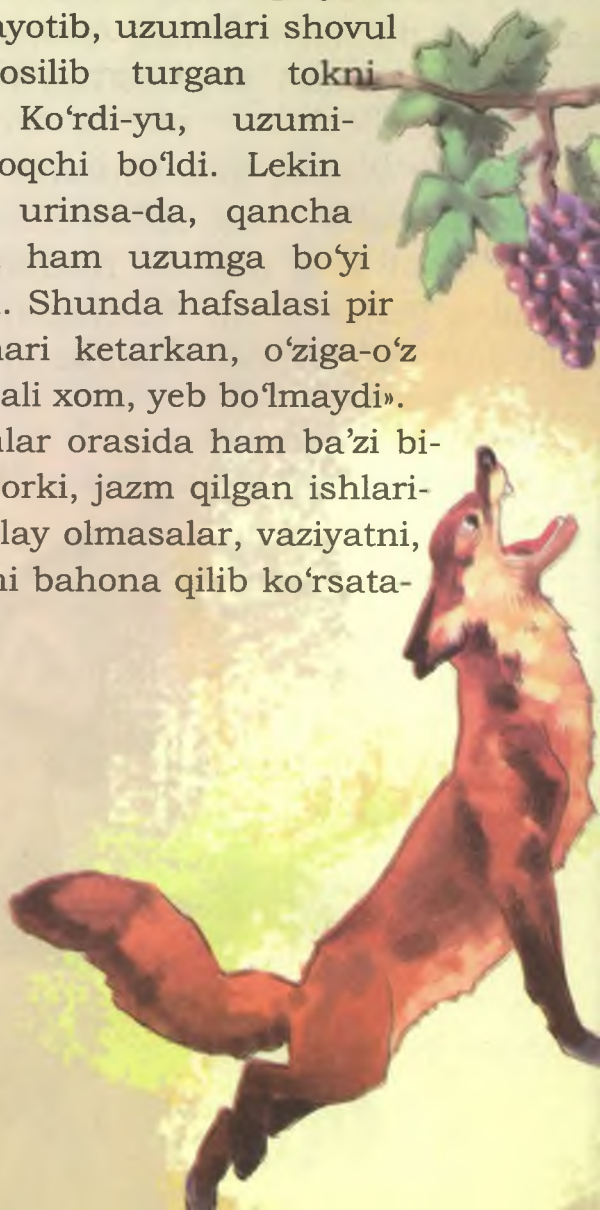 ayotib, uzumlari shovul
osilib turgan tokni
Ko‘rdi-yu, uzumi-
oqchi bo‘ldi. Lekin
urinsa-da, qancha
ham uzumga bo‘yi
. Shunda hafsalasi pir
nari ketarkan, o‘ziga-o‘z
ali xom, yeb bo‘lmaydi».
nlar orasida ham ba’zi bi-
orki, jazm qilgan ishlari-
lay olmasalar, vaziyatni,
ni bahona qilib ko‘rsata-